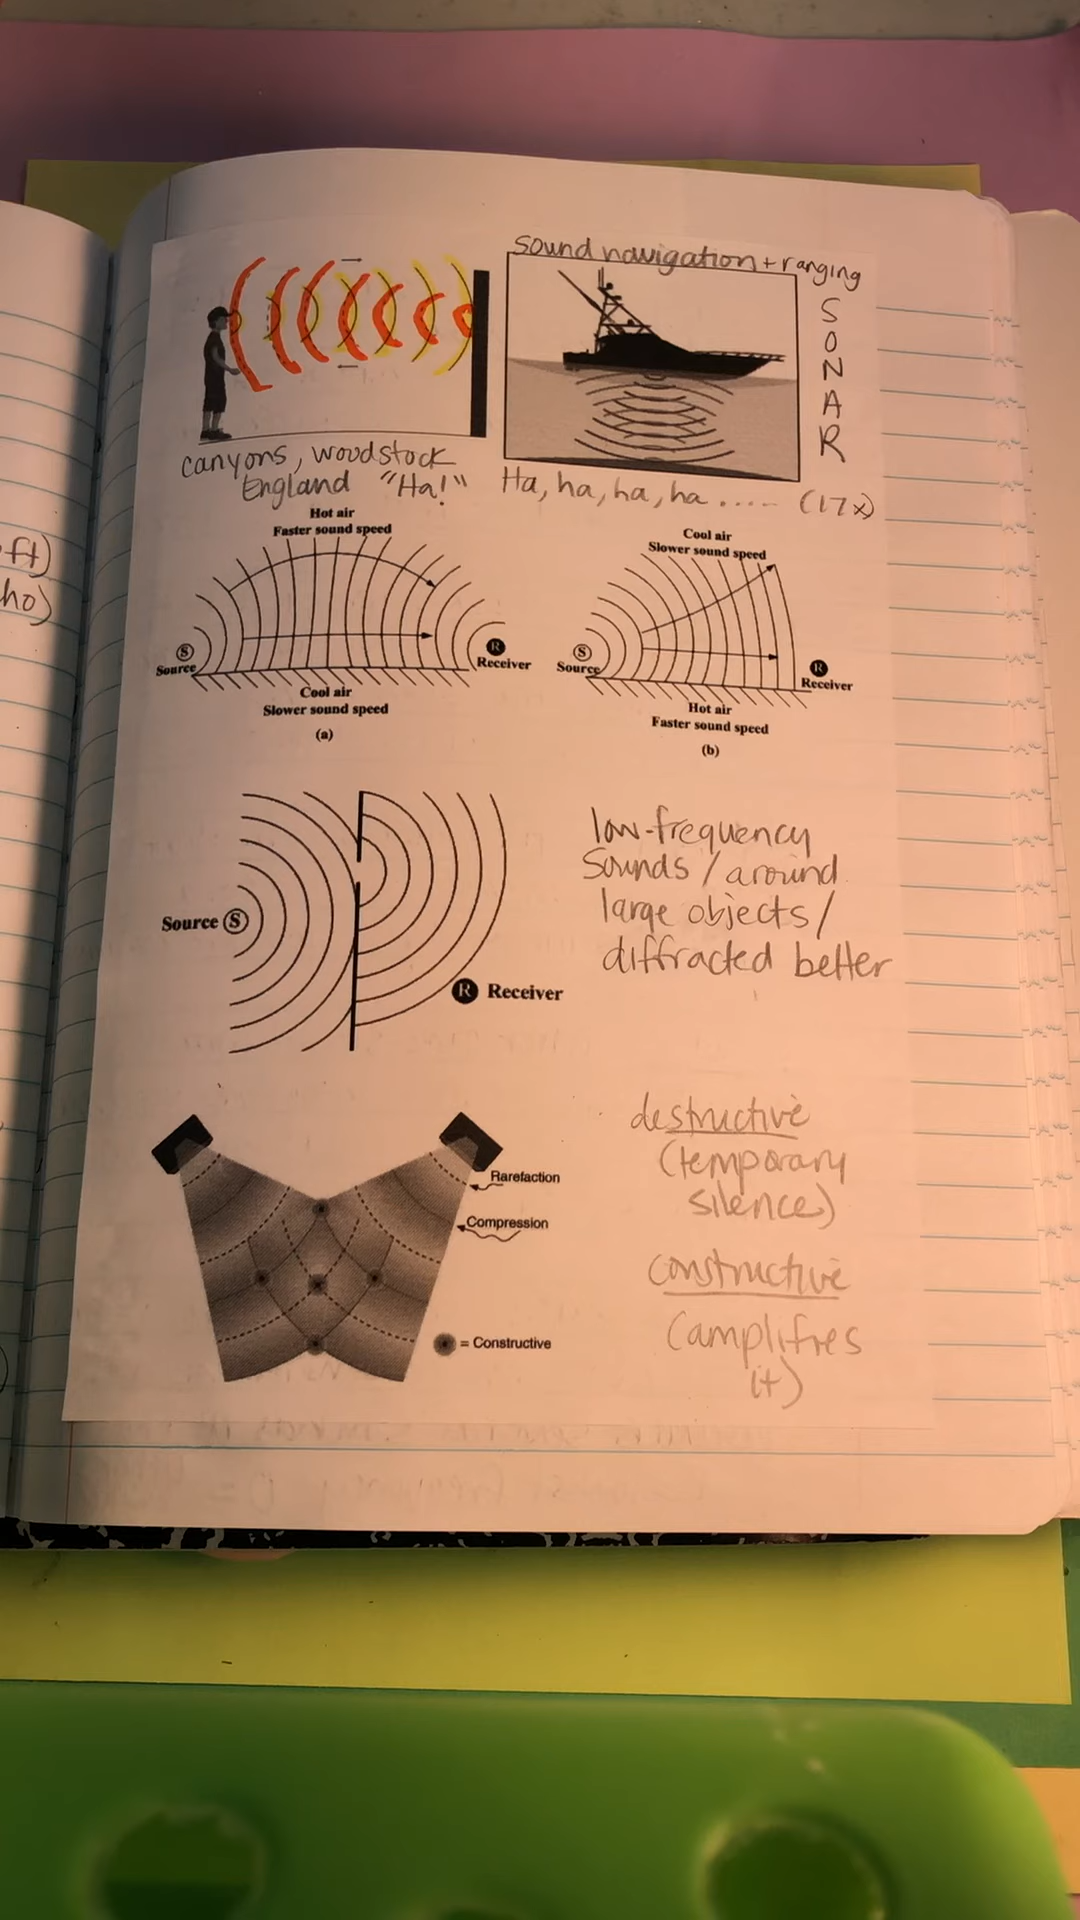 ft)
ho)
Sound navigation + ranging
S
O
N
A
R
canyons, woodstock
England "Ha!"
Ha, ha, ha, ha..... (17x)
Hot air
Faster sound speed
S
Source
R
Receiver
Cool air
Slower sound speed
(a)
Cool air
Slower sound speed
S
Source
R
Receiver
Hot air
Faster sound speed
(b)
Source S
R Receiver
low-frequency
Sounds / around
large objects /
diffracted better
Rarefaction
Compression
= Constructive
destructive
(temporary
silence)
constructive
(amplifies
it)